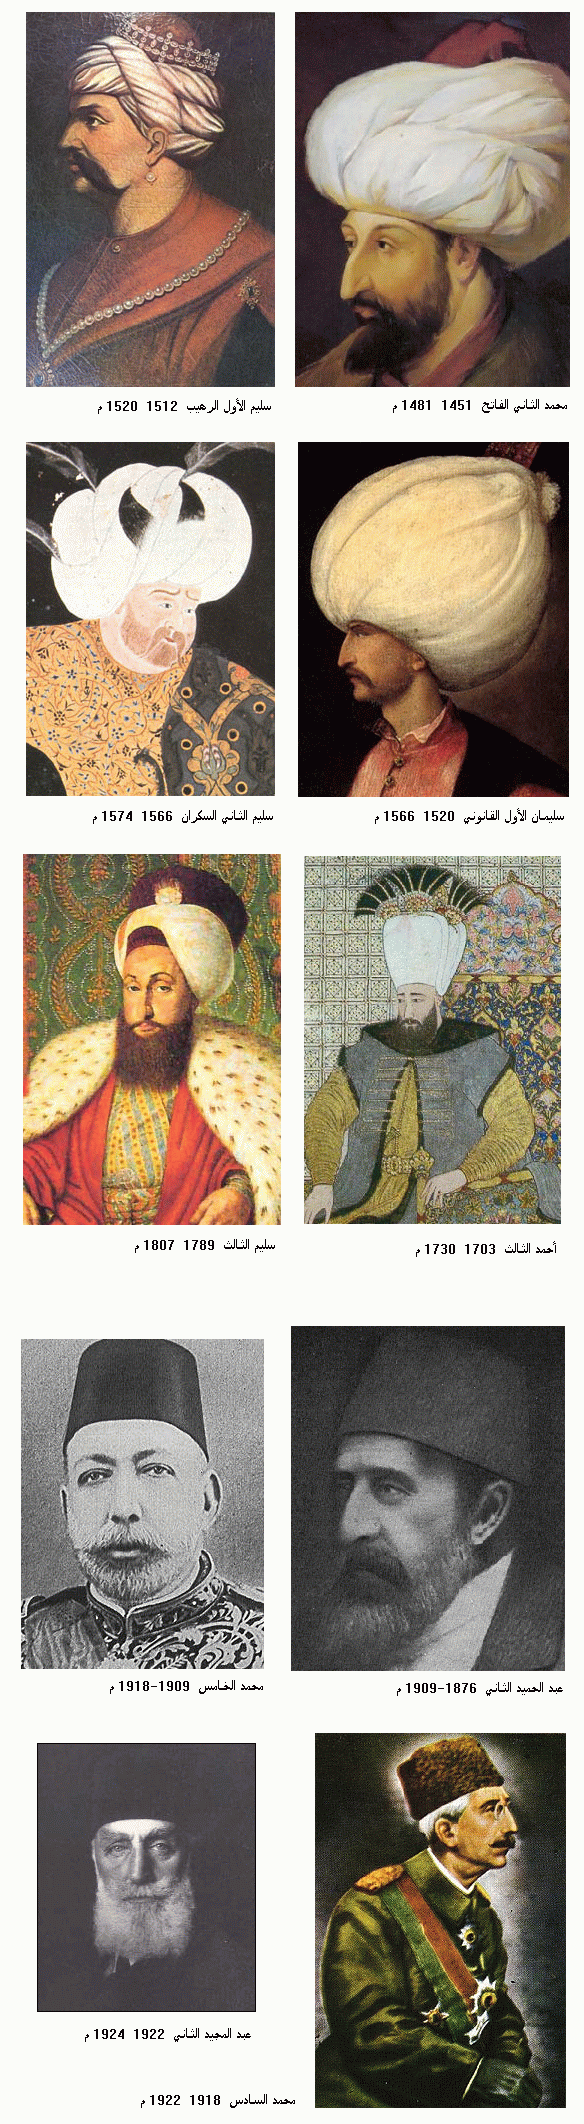 محمد الثاني الفاتح 1451 1481 م
سليم الأول الرهيب 1512 1520 م
سليمان الأول القانوني 1520 1566 م
سليم الثاني السكران 1566 1574 م
أحمد الثالث 1703 1730 م
سليم الثالث 1789 1807 م
عبد الحميد الثاني 1876-1909 م
محمد الخامس 1909-1918 م
عبد المجيد الثاني 1922 1924 م
محمد السادس 1918 1922 م